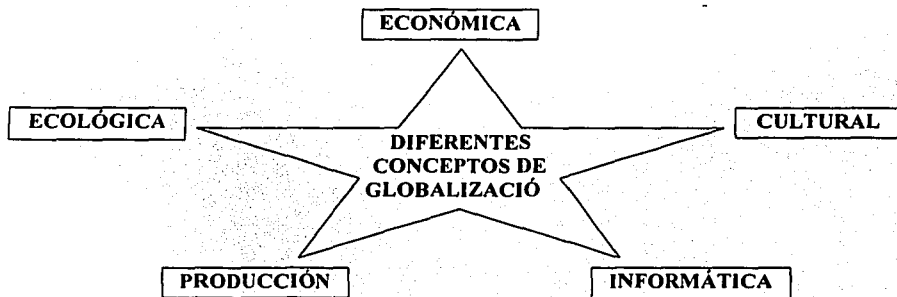 ECONÓMICA
ECOLÓGICA
CULTURAL
DIFERENTES
CONCEPTOS DE
GLOBALIZACIÓ
PRODUCCIÓN
INFORMÁTICA